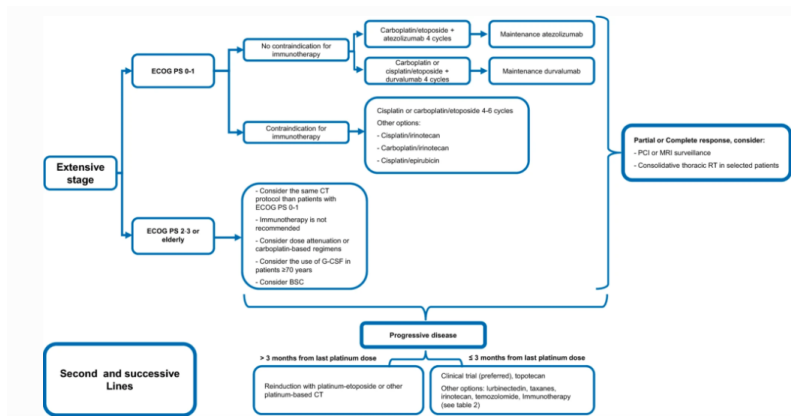 Extensive
stage
ECOG PS 0-1
No contraindication for
immunotherapy
Carboplatin/etoposide +
atezolizumab 4 cycles
Maintenance atezolizumab
Carboplatin or
cisplatin/etoposide +
durvalumab 4 cycles
Maintenance durvalumab
Contraindication for
immunotherapy
Cisplatin or carboplatin/etoposide 4-6 cycles
Other options:
- Cisplatin/irinotecan
- Carboplatin/irinotecan
- Cisplatin/epirubicin
ECOG PS 2-3 or
elderly
- Consider the same CT
protocol than patients with
ECOG PS 0-1
- Immunotherapy is not
recommended
- Consider dose attenuation or
carboplatin-based regimens
- Consider the use of G-CSF in
patients ≥70 years
- Consider BSC
Partial or Complete response, consider:
- PCI or MRI surveillance
- Consolidative thoracic RT in selected patients
Progressive disease
Second and successive
Lines
> 3 months from last platinum dose
Reinduction with platinum-etoposide or other
platinum-based CT
≤ 3 months from last platinum dose
Clinical trial (preferred), topotecan
Other options: lurbinectedin, taxanes,
irinotecan, temozolomide, Immunotherapy
(see table 2)